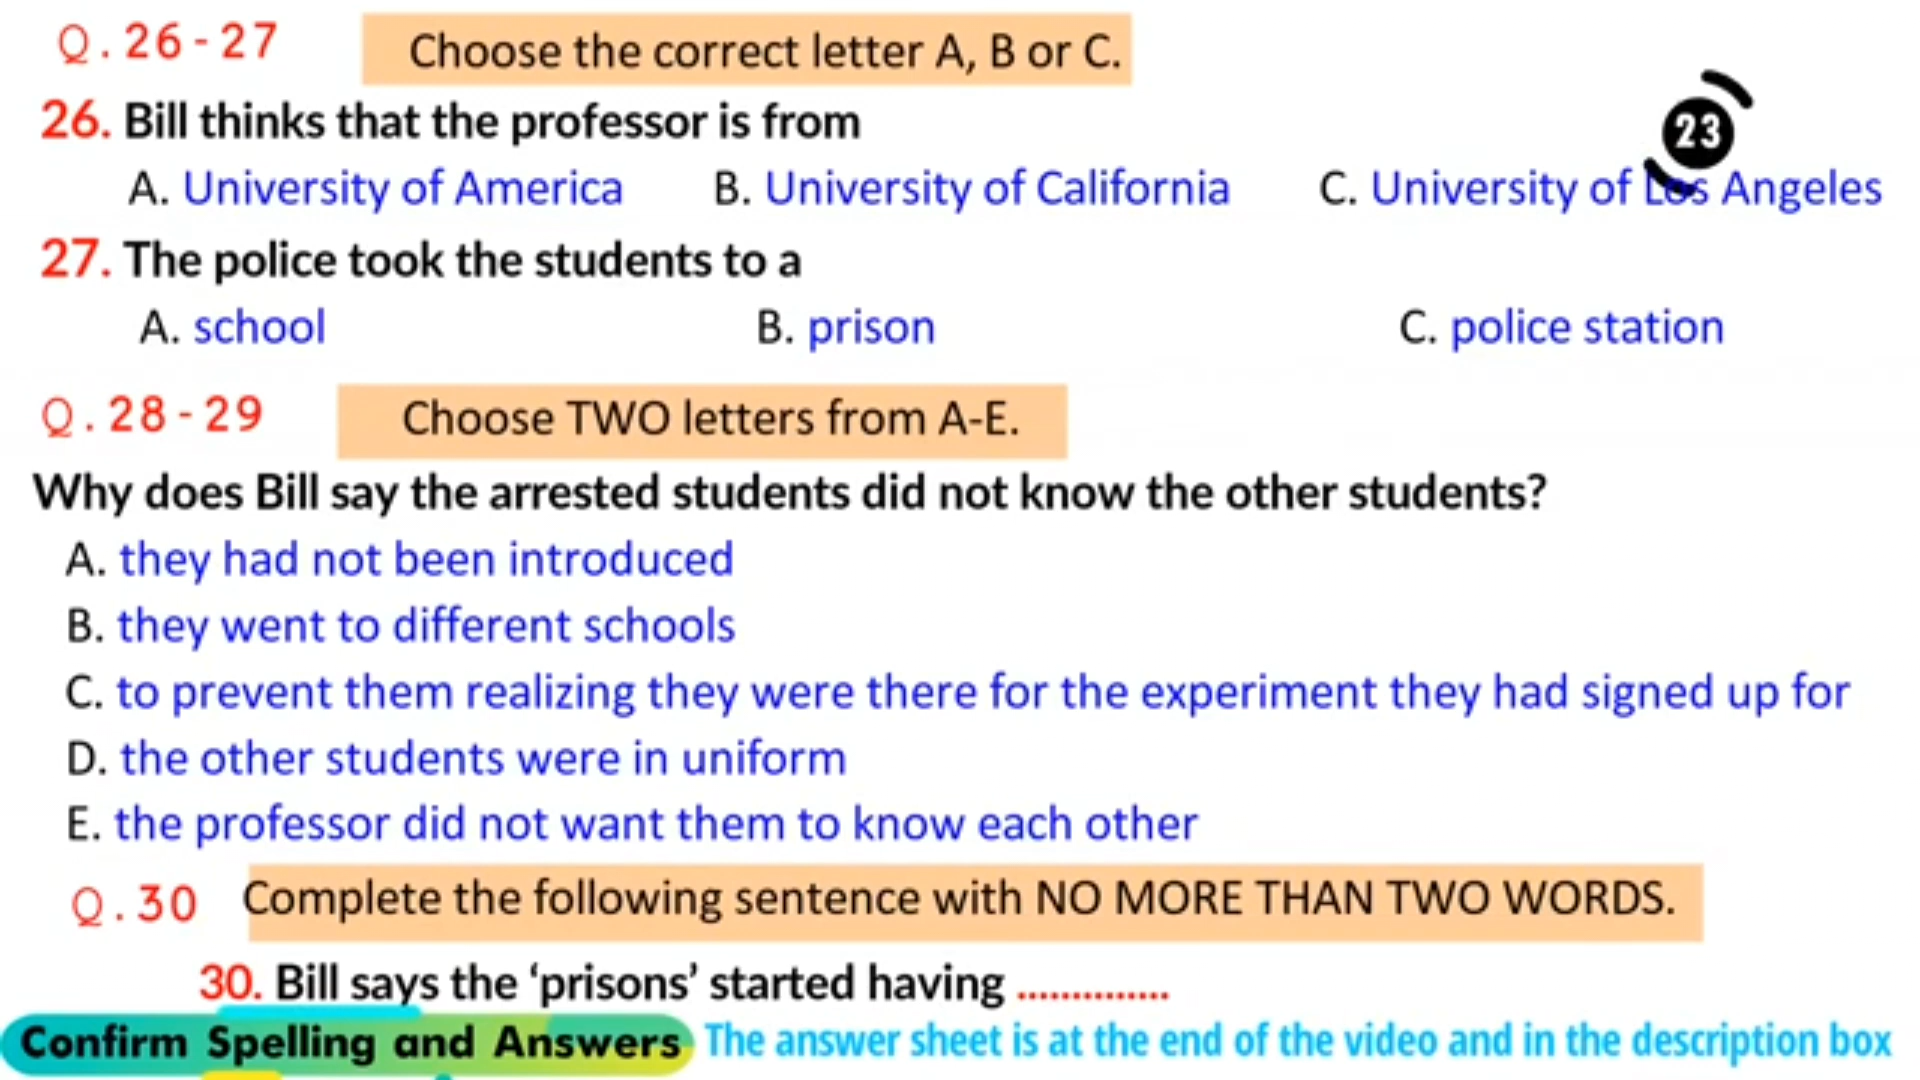 Q.26-27 Choose the correct letter A, B or C.
26. Bill thinks that the professor is from
23
A. University of America B. University of California C. University of Los Angeles
27. The police took the students to a
A. school B. prison C. police station
Q.28-29 Choose TWO letters from A-E.
Why does Bill say the arrested students did not know the other students?
A. they had not been introduced
B. they went to different schools
C. to prevent them realizing they were there for the experiment they had signed up for
D. the other students were in uniform
E. the professor did not want them to know each other
Q.30 Complete the following sentence with NO MORE THAN TWO WORDS.
30. Bill says the ‘prisons’ started having ..............
Confirm Spelling and Answers The answer sheet is at the end of the video and in the description box